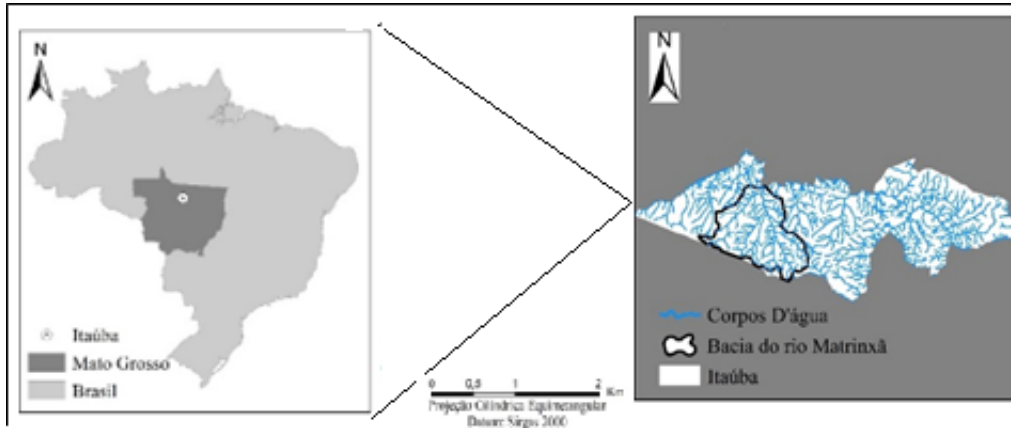 N
Itaúba
Mato Grosso
Brasil
0 0,5 1 2
Km
Projeção Cilíndrica Equirretangular
Datum: Sirgas 2000
N
Corpos D'água
Bacia do rio Matrinxã
Itaúba